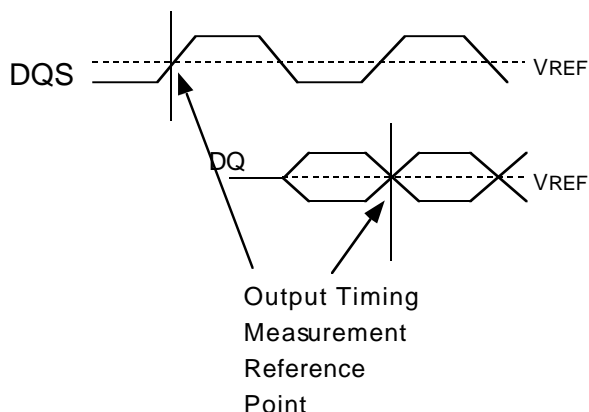 DQS
VREF
DQ
VREF
Output Timing
Measurement
Reference
Point